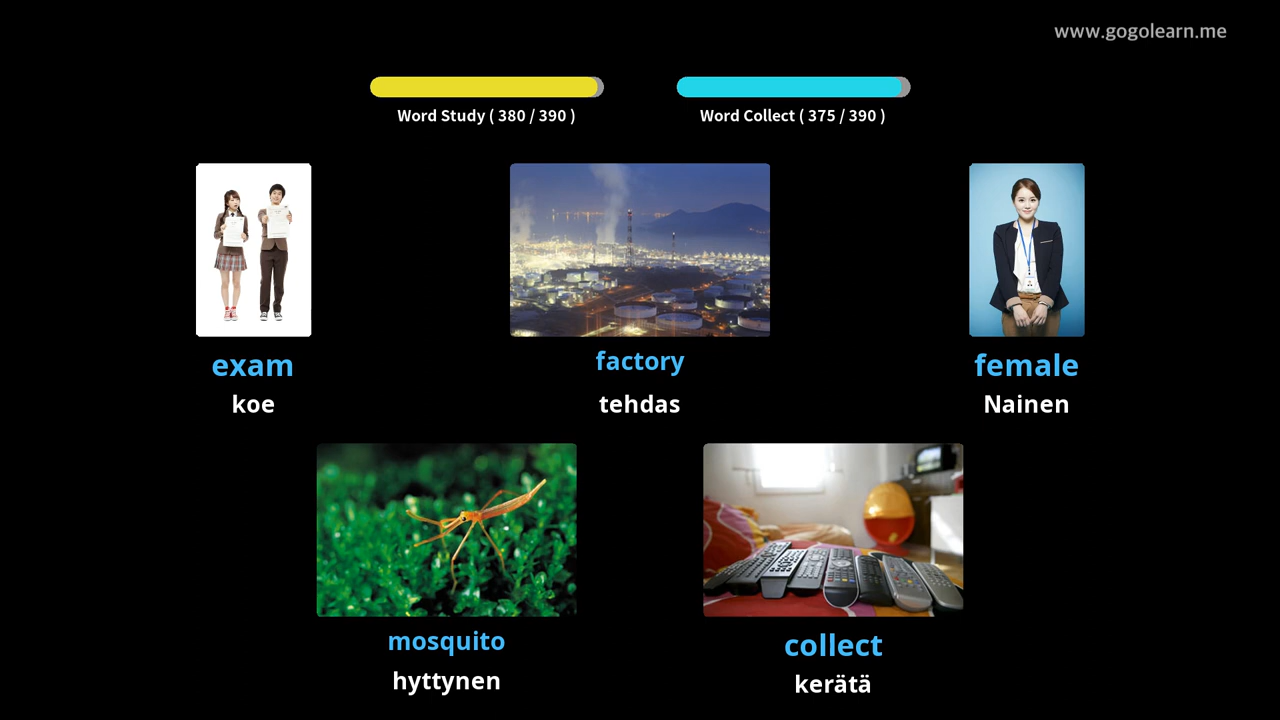 www.gogolearn.me
Word Study ( 380 / 390 )
Word Collect ( 375 / 390 )
exam
koe
factory
tehdas
female
Nainen
mosquito
hyttynen
collect
kerätä